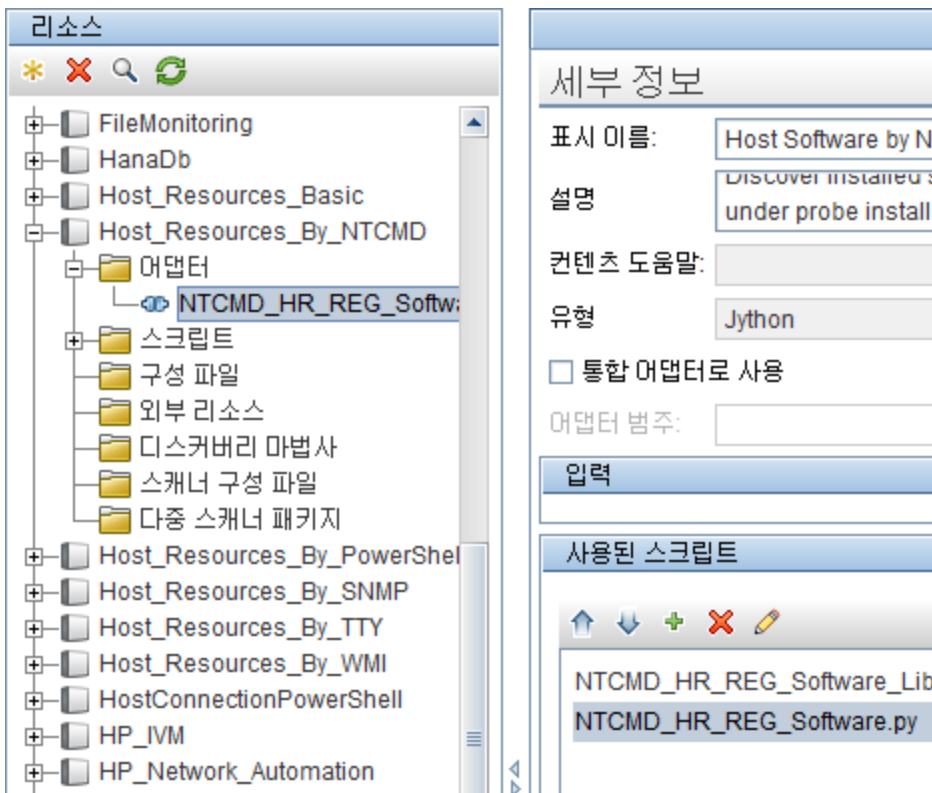 리소스
FileMonitoring
HanaDb
Host_Resources_Basic
Host_Resources_By_NTCMD
어댑터
NTCMD_HR_REG_Softwa
스크립트
구성 파일
외부 리소스
디스커버리 마법사
스캐너 구성 파일
다중 스캐너 패키지
Host_Resources_By_PowerShel
Host_Resources_By_SNMP
Host_Resources_By_TTY
Host_Resources_By_WMI
HostConnectionPowerShell
HP_IVM
HP_Network_Automation
세부 정보
표시 이름:
Host Software by N
설명
Discover installed s
under probe install
컨텐츠 도움말:
유형
Jython
통합 어댑터로 사용
어댑터 범주:
입력
사용된 스크립트
NTCMD_HR_REG_Software_Lib
NTCMD_HR_REG_Software.py